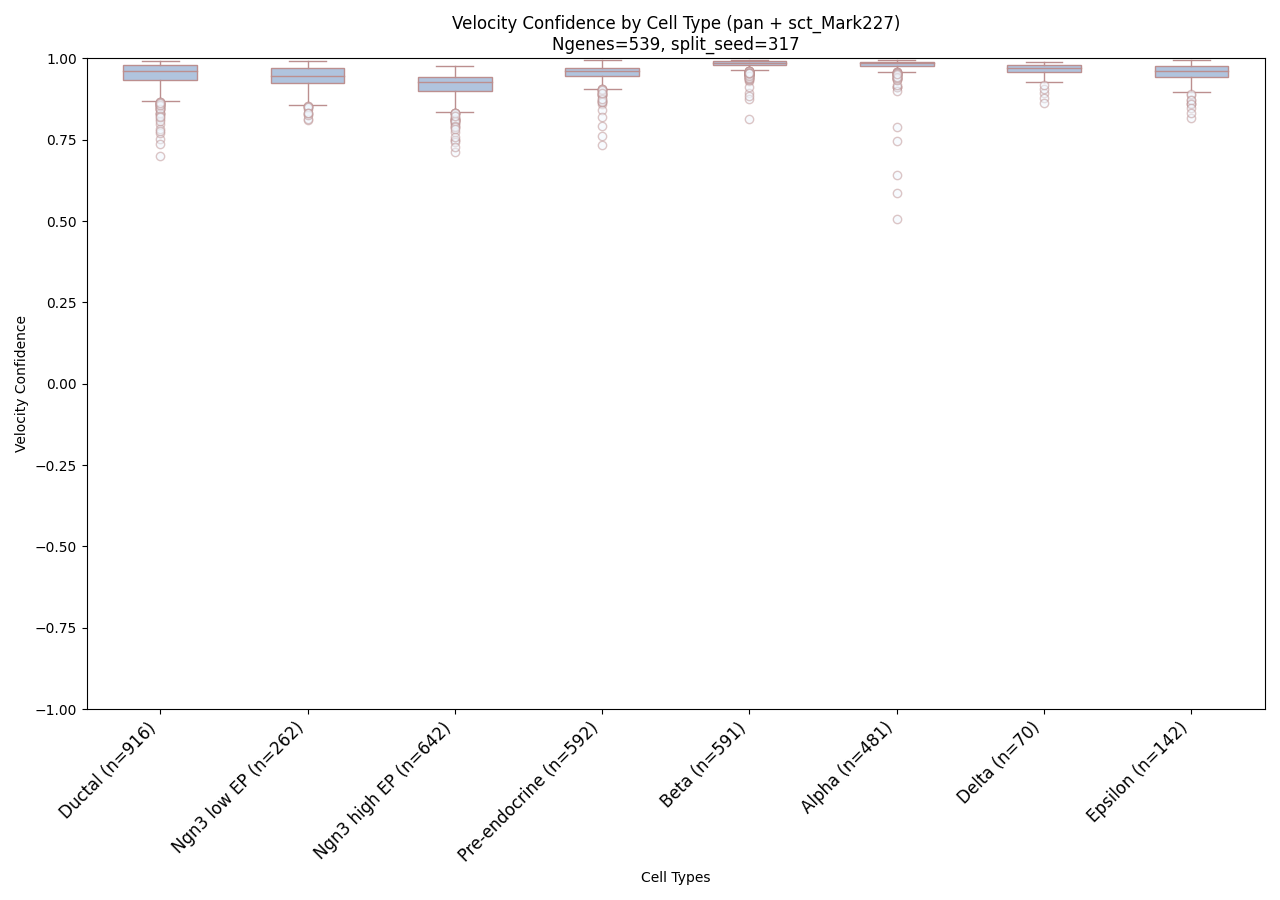 Velocity Confidence by Cell Type (pan + sct_Mark227)
Ngenes=539, split_seed=317
Velocity Confidence
1.00
0.75
0.50
0.25
0.00
−0.25
−0.50
−0.75
−1.00
Ductal (n=916)
Ngn3 low EP (n=262)
Ngn3 high EP (n=642)
Pre-endocrine (n=592)
Beta (n=591)
Alpha (n=481)
Delta (n=70)
Epsilon (n=142)
Cell Types